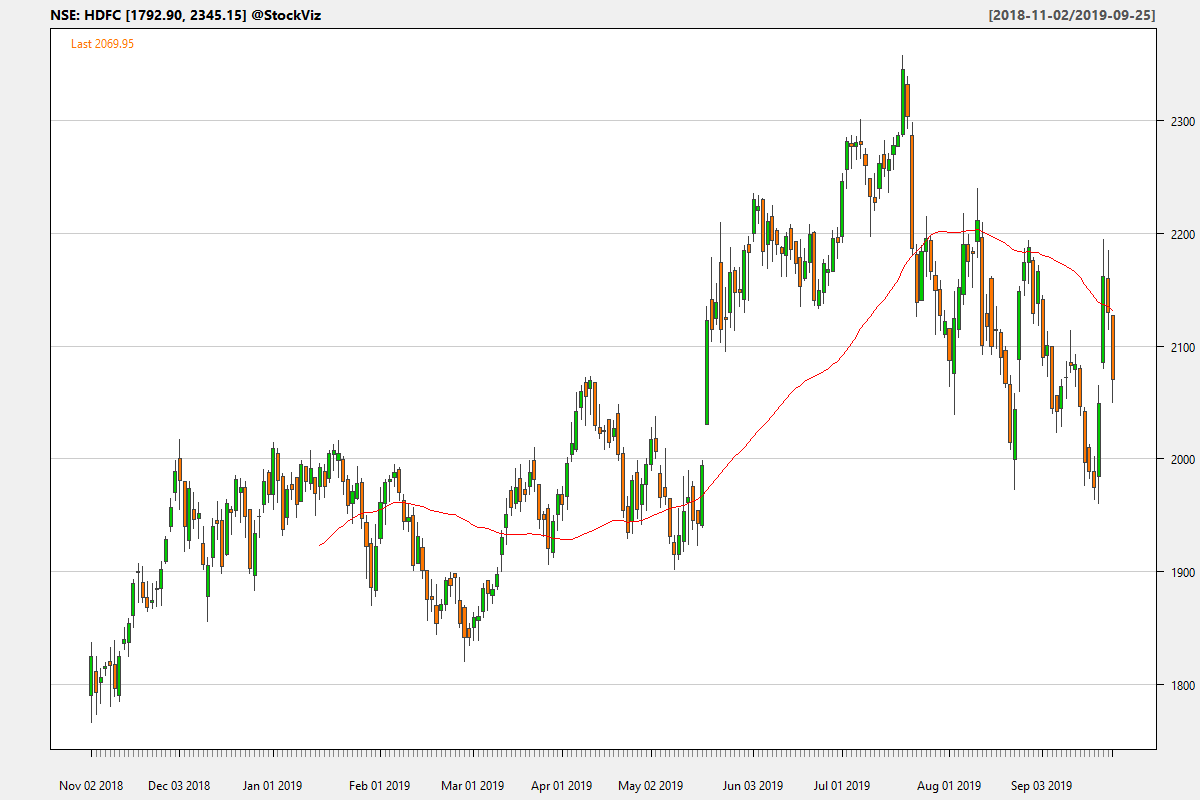 NSE: HDFC [1792.90, 2345.15] @StockViz [2018-11-02/2019-09-25]
Last 2069.95
2300
2200
2100
2000
1900
1800
Nov 02 2018 Dec 03 2018 Jan 01 2019 Feb 01 2019 Mar 01 2019 Apr 01 2019 May 02 2019 Jun 03 2019 Jul 01 2019 Aug 01 2019 Sep 03 2019